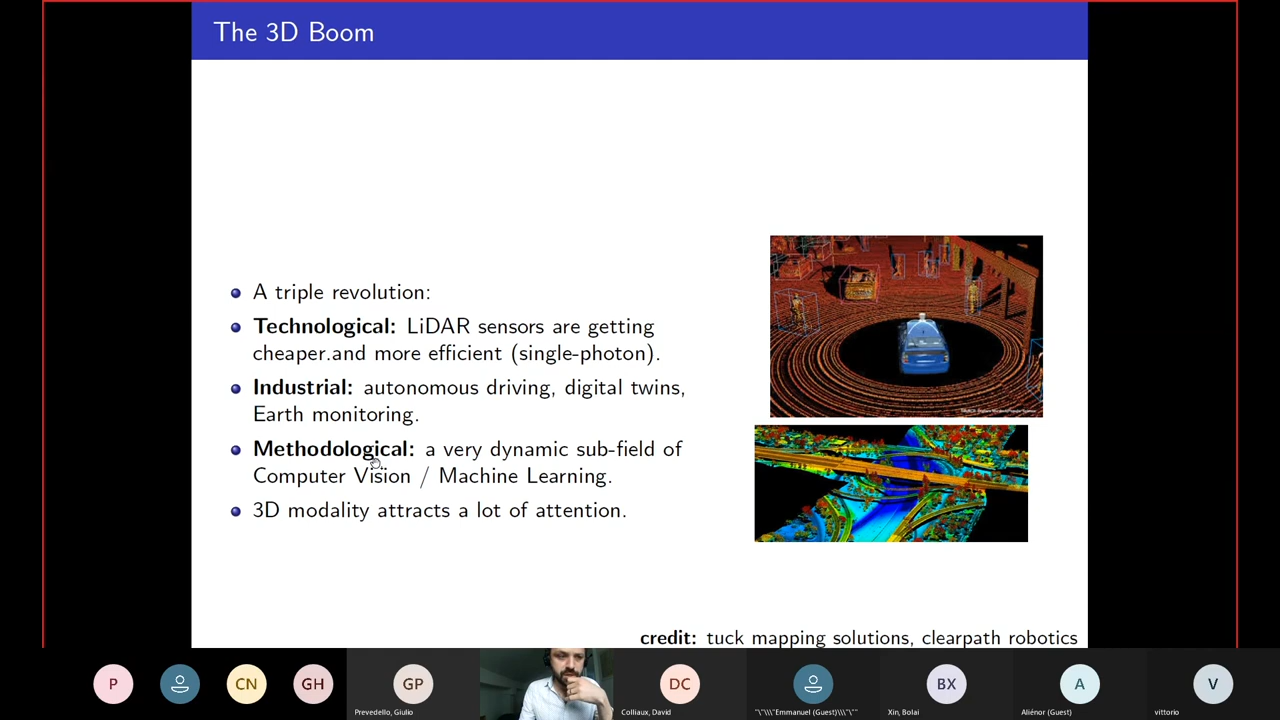 The 3D Boom
A triple revolution:
Technological: LiDAR sensors are getting
cheaper.and more efficient (single-photon).
Industrial: autonomous driving, digital twins,
Earth monitoring.
Methodological: a very dynamic sub-field of
Computer Vision / Machine Learning.
3D modality attracts a lot of attention.
credit: tuck mapping solutions, clearpath robotics
P
CN
GH
GP
DC
BX
A
V
Prevedello, Giulio
Colliaux, David
"\"\\\"Emmanuel (Guest)\\\"\""
Xin, Bolai
Aliénor (Guest)
vittorio